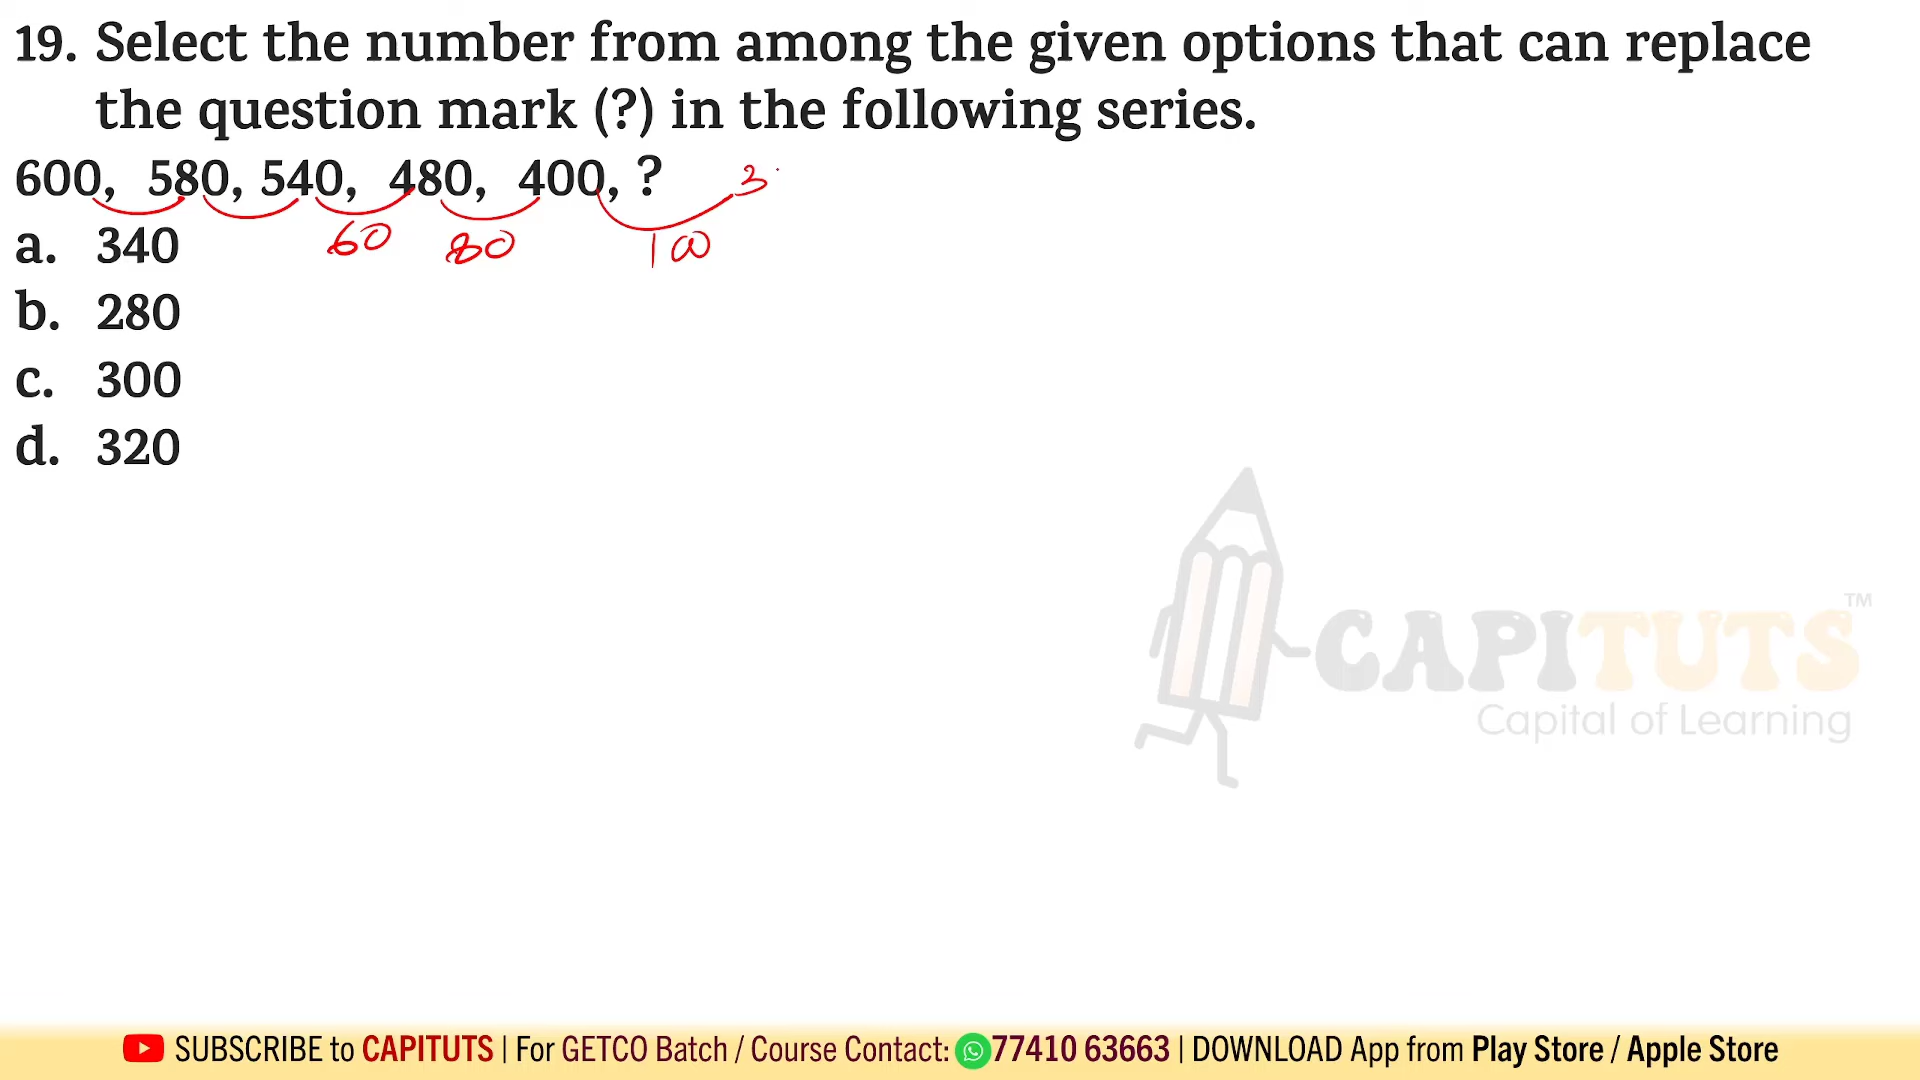 19. Select the number from among the given options that can replace
the question mark (?) in the following series.
600, 580, 540, 480, 400, ? 3
60 80 100
a. 340
b. 280
c. 300
d. 320
CAPITUTS™
Capital of Learning
SUBSCRIBE to CAPITUTS | For GETCO Batch / Course Contact: 77410 63663 | DOWNLOAD App from Play Store / Apple Store